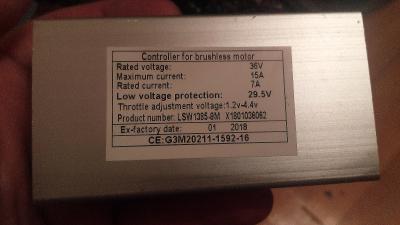 Controller for brushless motor
Rated voltage: 36V
Maximum current: 15A
Rated current: 7A
Low voltage protection: 29.5V
Throttle adjustment voltage:1.2v-4.4v
Product number: LSW1385-8M X1801036062
Ex-factory date: 01 2018
CE:G3M20211-1592-16